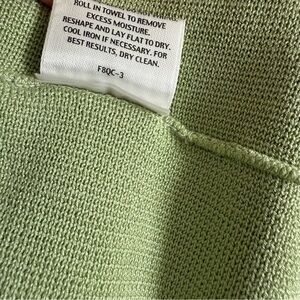 ROLL IN TOWEL TO REMOVE
EXCESS MOISTURE.
RESHAPE AND LAY FLAT TO DRY.
COOL IRON IF NECESSARY. FOR
BEST RESULTS, DRY CLEAN.
F8QC-3